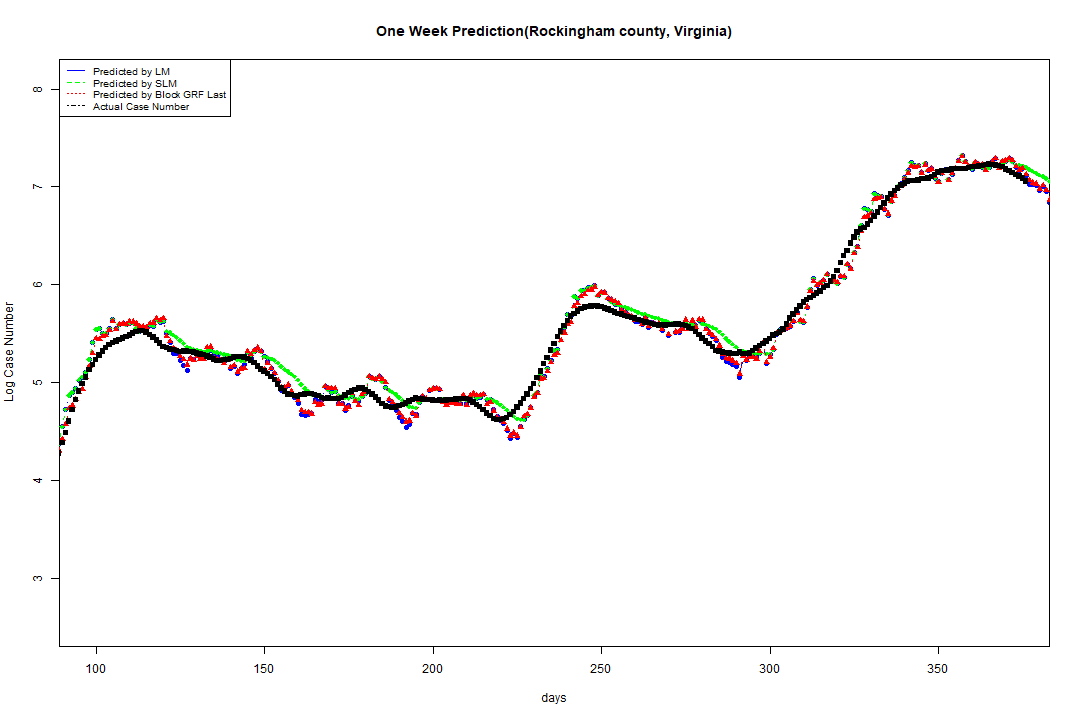 One Week Prediction(Rockingham county, Virginia)
Predicted by LM
Predicted by SLM
Predicted by Block GRF Last
Actual Case Number
Log Case Number
8
7
6
5
4
3
100 150 200 250 300 350
days